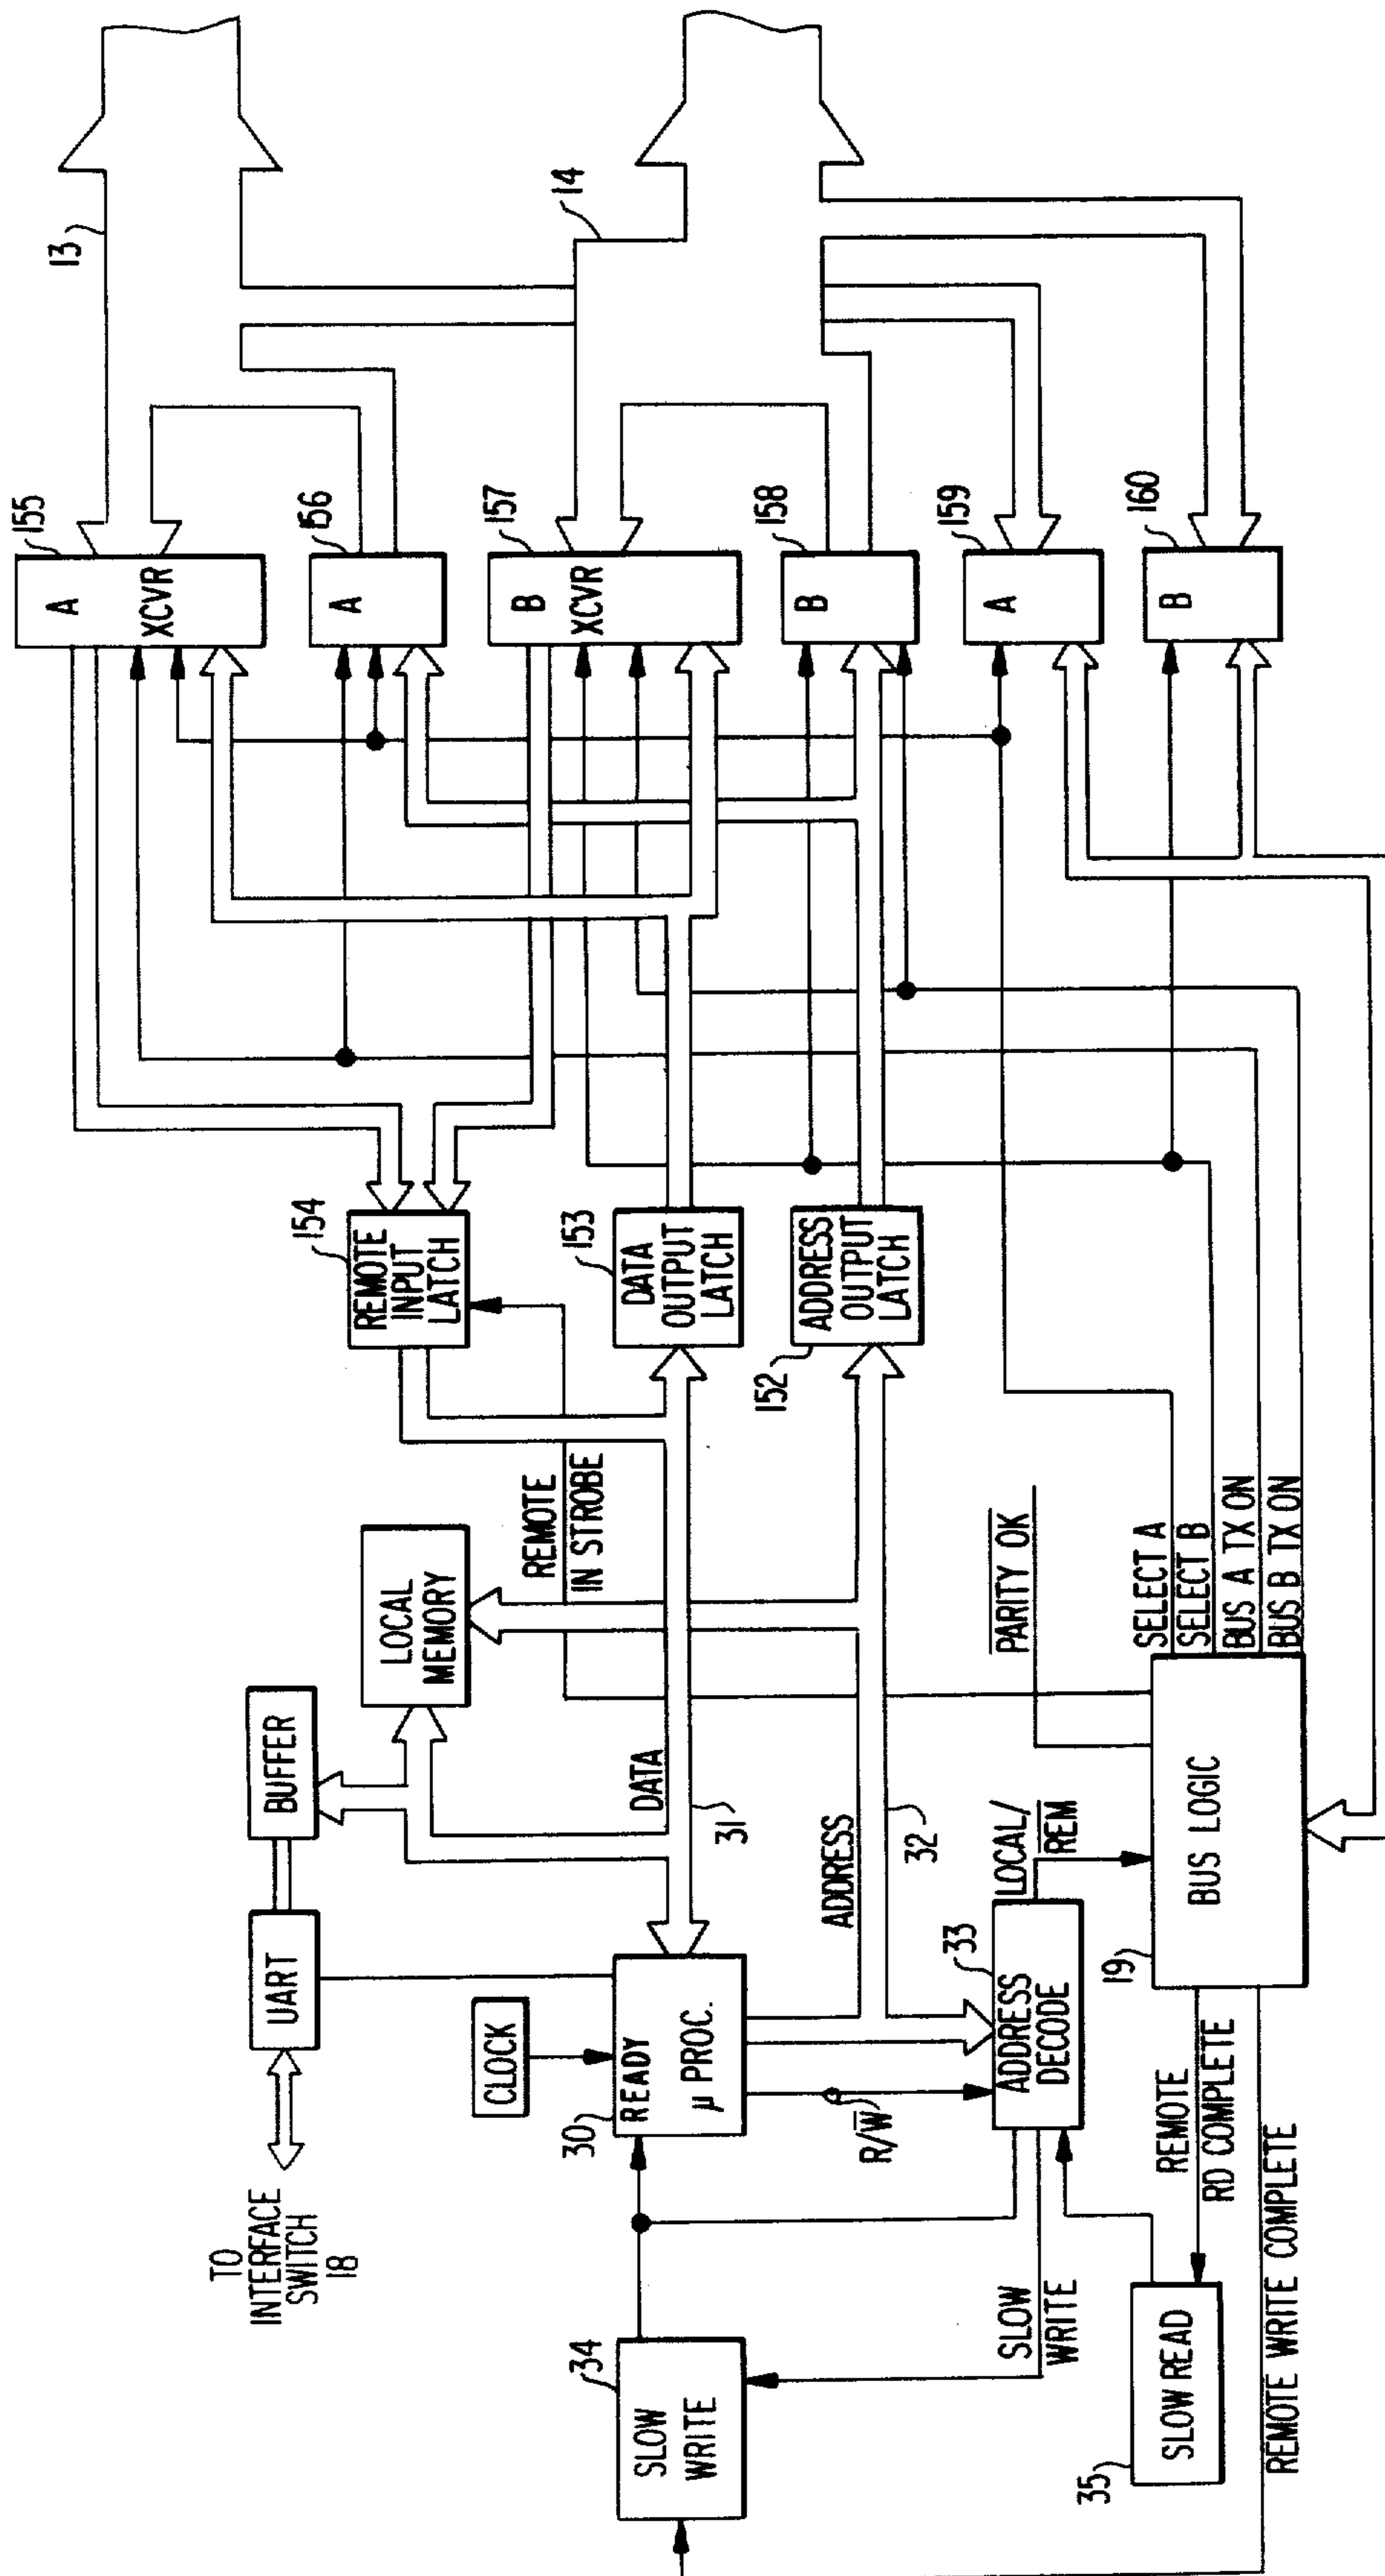 TO
INTERFACE
SWITCH
18
UART
BUFFER
LOCAL
MEMORY
REMOTE
INPUT
LATCH
154
A
XCVR
155
13
A
156
CLOCK
30
READY
μ PROC.
DATA
31
REMOTE
IN STROBE
DATA
OUTPUT
LATCH
153
B
XCVR
157
14
34
SLOW
WRITE
R/W̅
ADDRESS
32
152
ADDRESS
OUTPUT
LATCH
B
158
SLOW
WRITE
ADDRESS
DECODE
33
LOCAL/
R̅E̅M̅
P̅A̅R̅I̅T̅Y̅ O̅K̅
A
159
35
SLOW READ
REMOTE
RD COMPLETE
REMOTE WRITE COMPLETE
19
BUS LOGIC
SELECT A
SELECT B
BUS A TX ON
BUS B TX ON
B
160